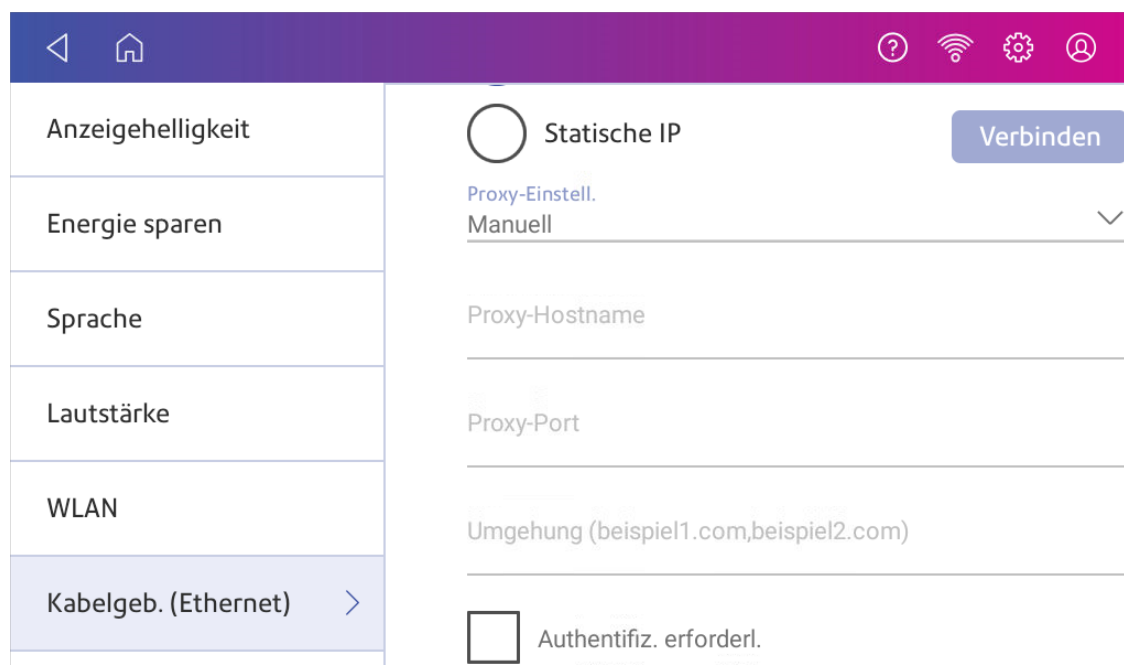 Anzeigehelligkeit
Energie sparen
Sprache
Lautstärke
WLAN
Kabelgeb. (Ethernet)
Statische IP
Verbinden
Proxy-Einstell.
Manuell
Proxy-Hostname
Proxy-Port
Umgehung (beispiel1.com,beispiel2.com)
Authentifiz. erforderl.